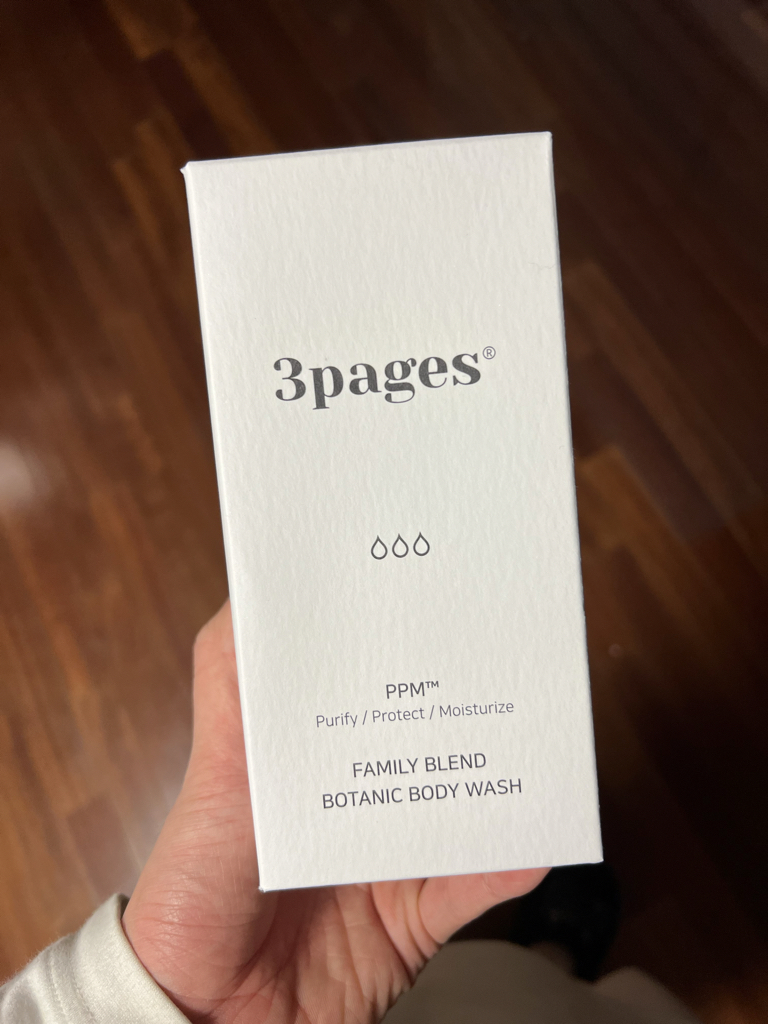 3pages®
PPM™
Purify / Protect / Moisturize
FAMILY BLEND
BOTANIC BODY WASH